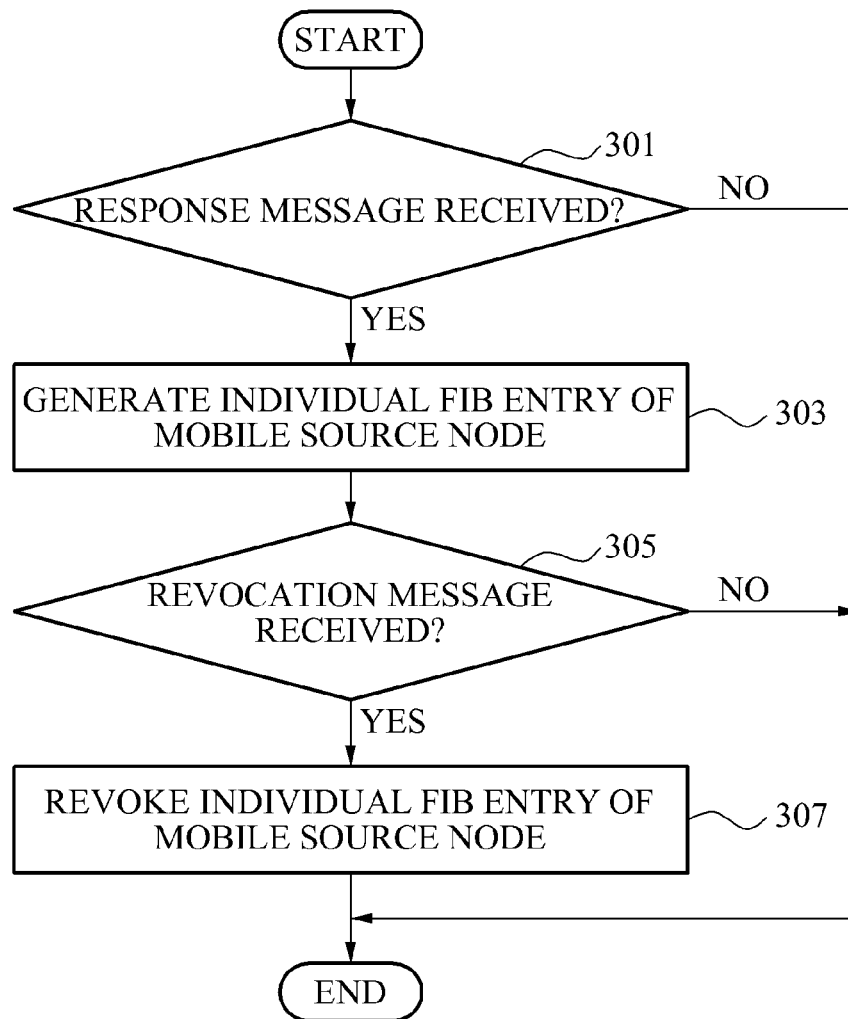 START
301
RESPONSE MESSAGE RECEIVED?
NO
YES
GENERATE INDIVIDUAL FIB ENTRY OF
MOBILE SOURCE NODE
303
305
REVOCATION MESSAGE
RECEIVED?
NO
YES
REVOKE INDIVIDUAL FIB ENTRY OF
MOBILE SOURCE NODE
307
END